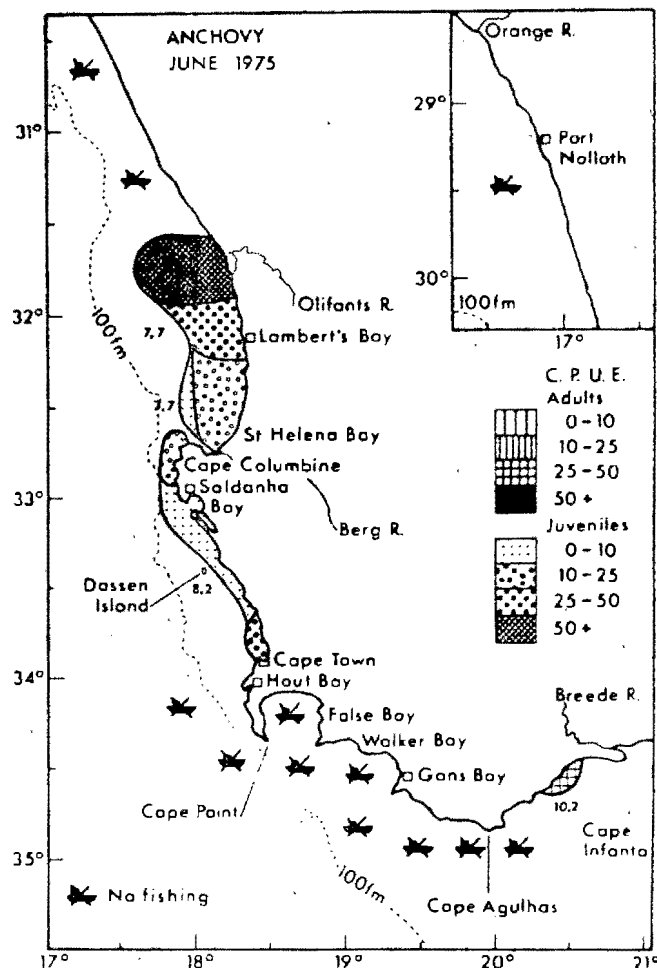 ANCHOVY
JUNE 1975
Orange R.
29°
Port
Nolloth
30°
100fm
17°
31°
32°
33°
34°
35°
Olifants R.
100fm
7,7
Lambert's Bay
7,7
St Helena Bay
Cape Columbine
Saldanha
Bay
Berg R.
Dassen
Island
8,2
Cape Town
Hout Bay
False Bay
Walker Bay
Gans Bay
Breede R.
Cape Point
10,2
Cape
Infanta
100fm
Cape Agulhas
No fishing
C. P. U. E.
Adults
0-10
10-25
25-50
50+
Juveniles
0-10
10-25
25-50
50+
17°
18°
19°
20°
21°